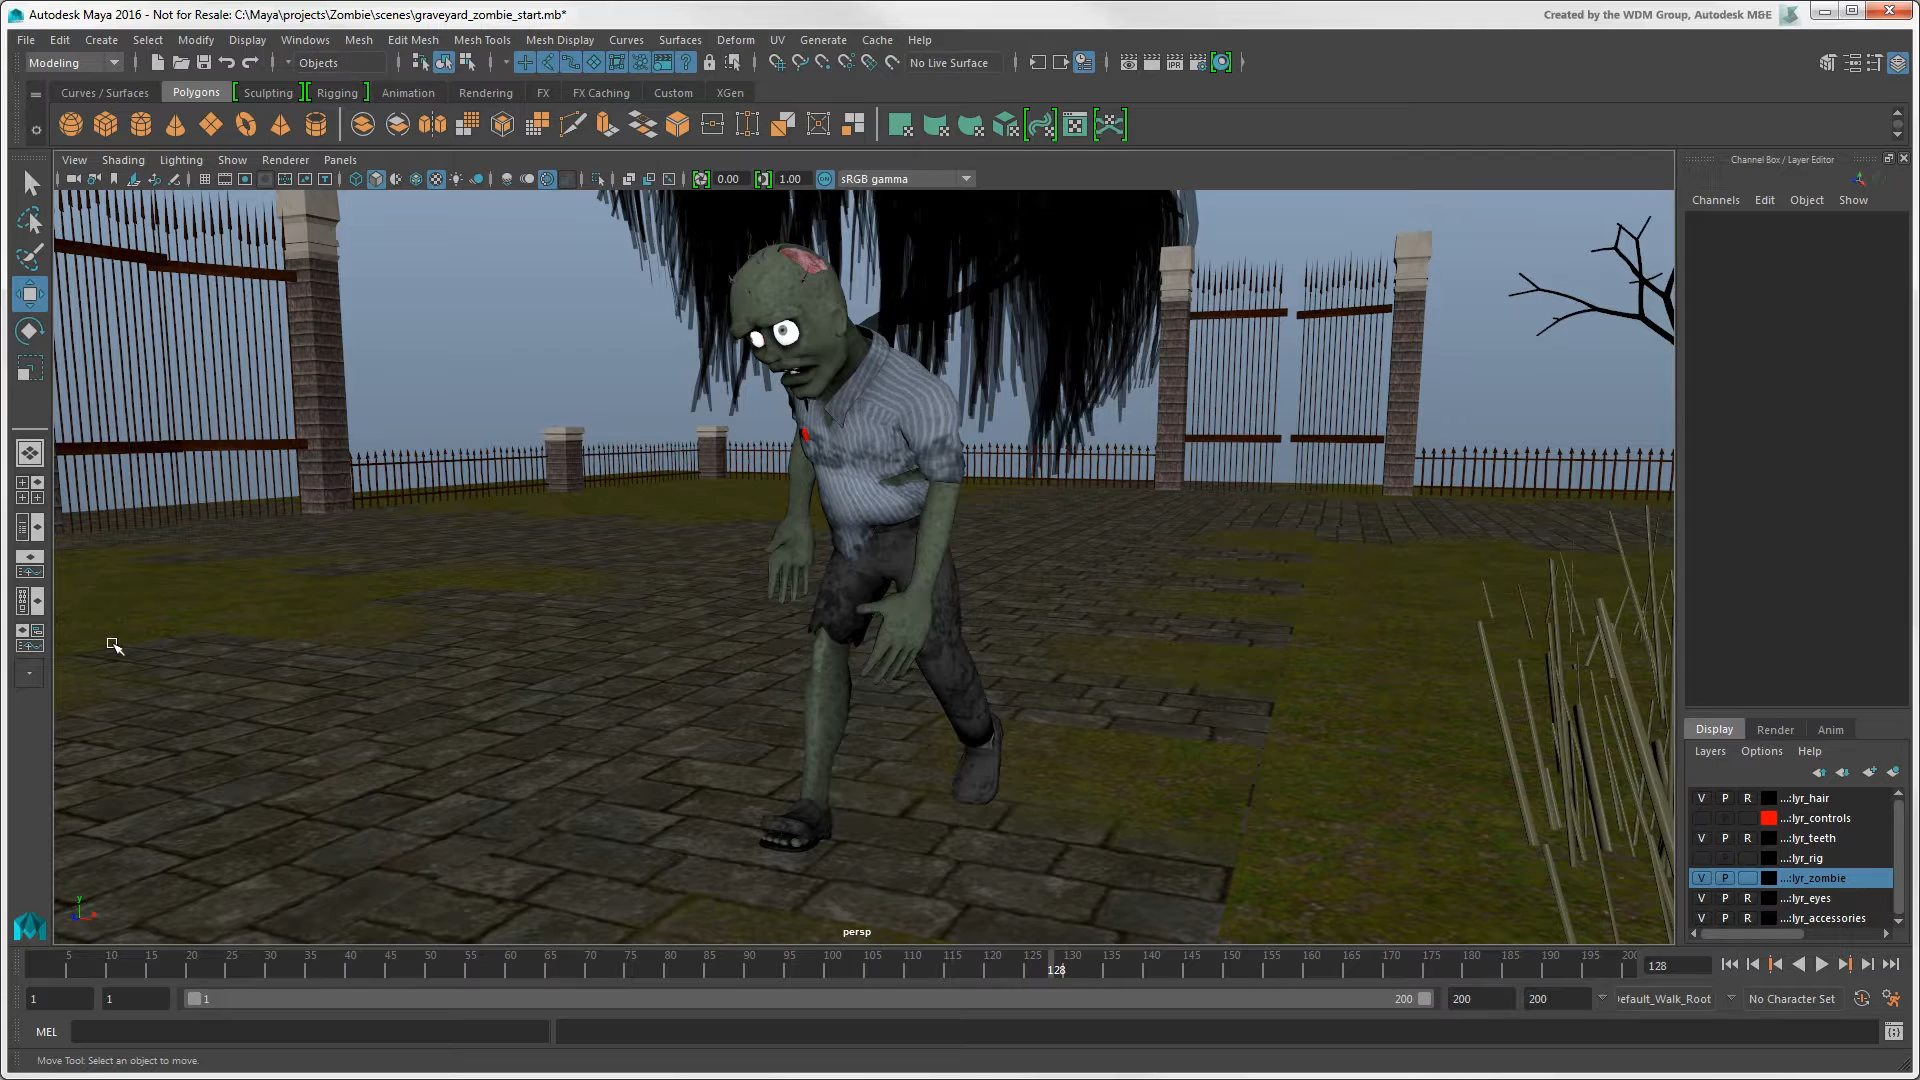 Autodesk Maya 2016 - Not for Resale: C:\Maya\projects\Zombie\scenes\graveyard_zombie_start.mb*
Created by the WDM Group, Autodesk M&E
File Edit Create Select Modify Display Windows Mesh Edit Mesh Mesh Tools Mesh Display Curves Surfaces Deform UV Generate Cache Help
Modeling Objects No Live Surface
Curves / Surfaces Polygons Sculpting Rigging Animation Rendering FX FX Caching Custom XGen
View Shading Lighting Show Renderer Panels
0.00 1.00 sRGB gamma
Channel Box / Layer Editor
Channels Edit Object Show
Display Render Anim
Layers Options Help
V P R ...:lyr_hair
...:lyr_controls
V P R ...:lyr_teeth
...:lyr_rig
V P ...:lyr_zombie
V P R ...:lyr_eyes
V P R ...:lyr_accessories
persp
5 10 15 20 25 30 35 40 45 50 55 60 65 70 75 80 85 90 95 100 105 110 115 120 125 130 135 140 145 150 155 160 165 170 175 180 185 190 195
128 128
1 1 1 200 200 200 efault_Walk_Root No Character Set
MEL
Move Tool: Select an object to move.